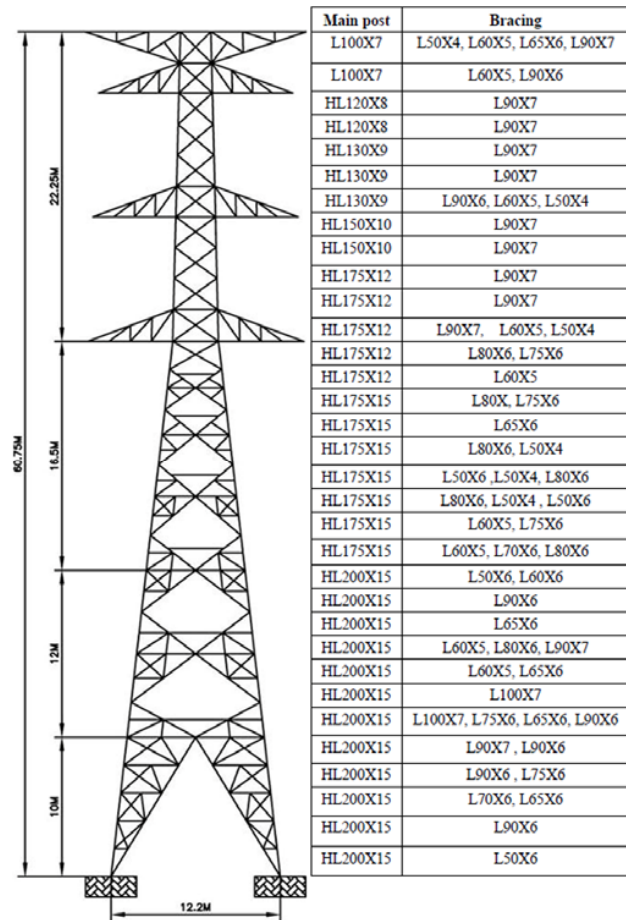 Main post Bracing
L100X7 L50X4, L60X5, L65X6, L90X7
L100X7 L60X5, L90X6
HL120X8 L90X7
HL120X8 L90X7
HL130X9 L90X7
HL130X9 L90X7
HL130X9 L90X6, L60X5, L50X4
HL150X10 L90X7
HL150X10 L90X7
HL175X12 L90X7
HL175X12 L90X7
HL175X12 L90X7, L60X5, L50X4
HL175X12 L80X6, L75X6
HL175X12 L60X5
HL175X15 L80X, L75X6
HL175X15 L65X6
HL175X15 L80X6, L50X4
HL175X15 L50X6 ,L50X4, L80X6
HL175X15 L80X6, L50X4 , L50X6
HL175X15 L60X5, L75X6
HL175X15 L60X5, L70X6, L80X6
HL200X15 L50X6, L60X6
HL200X15 L90X6
HL200X15 L65X6
HL200X15 L60X5, L80X6, L90X7
HL200X15 L60X5, L65X6
HL200X15 L100X7
HL200X15 L100X7, L75X6, L65X6, L90X6
HL200X15 L90X7 , L90X6
HL200X15 L90X6 , L75X6
HL200X15 L70X6, L65X6
HL200X15 L90X6
HL200X15 L50X6
60.75M
22.25M
16.5M
12M
10M
12.2M